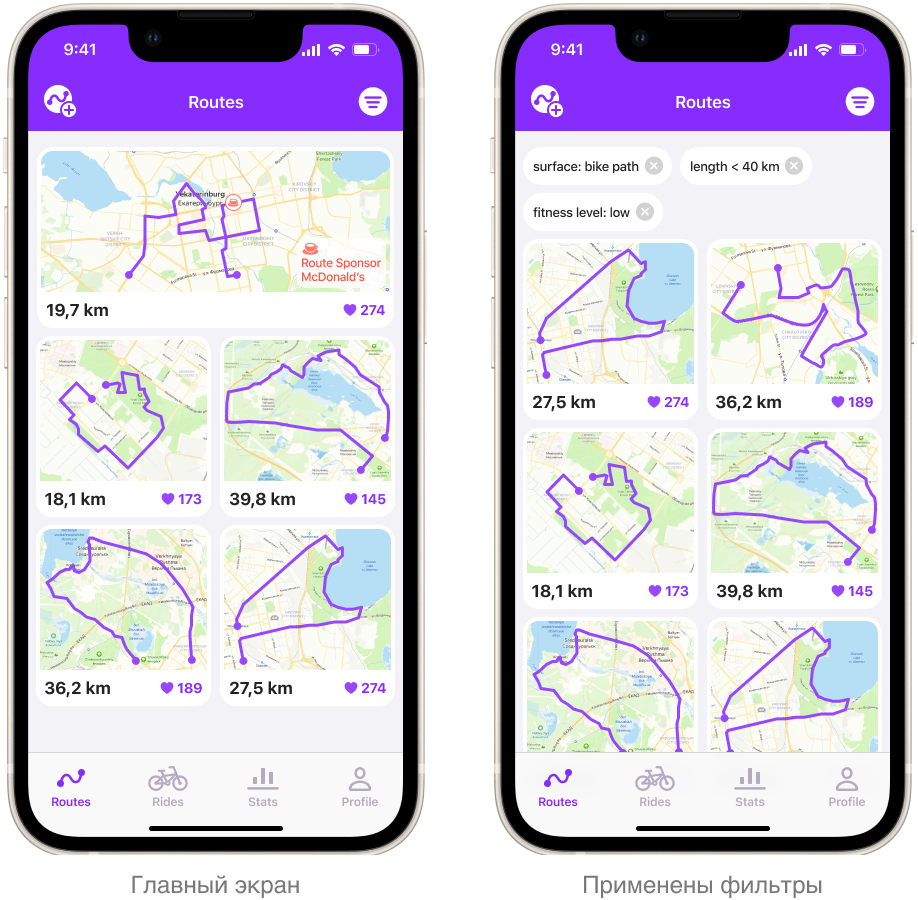 9:41
Routes
Yekaterinburg
Екатеринбург
Route Sponsor
McDonald's
19,7 km
274
18,1 km
173
39,8 km
145
36,2 km
189
27,5 km
274
Routes
Rides
Stats
Profile
Главный экран
9:41
Routes
surface: bike path
length < 40 km
fitness level: low
27,5 km
274
36,2 km
189
18,1 km
173
39,8 km
145
Routes
Rides
Stats
Profile
Применены фильтры